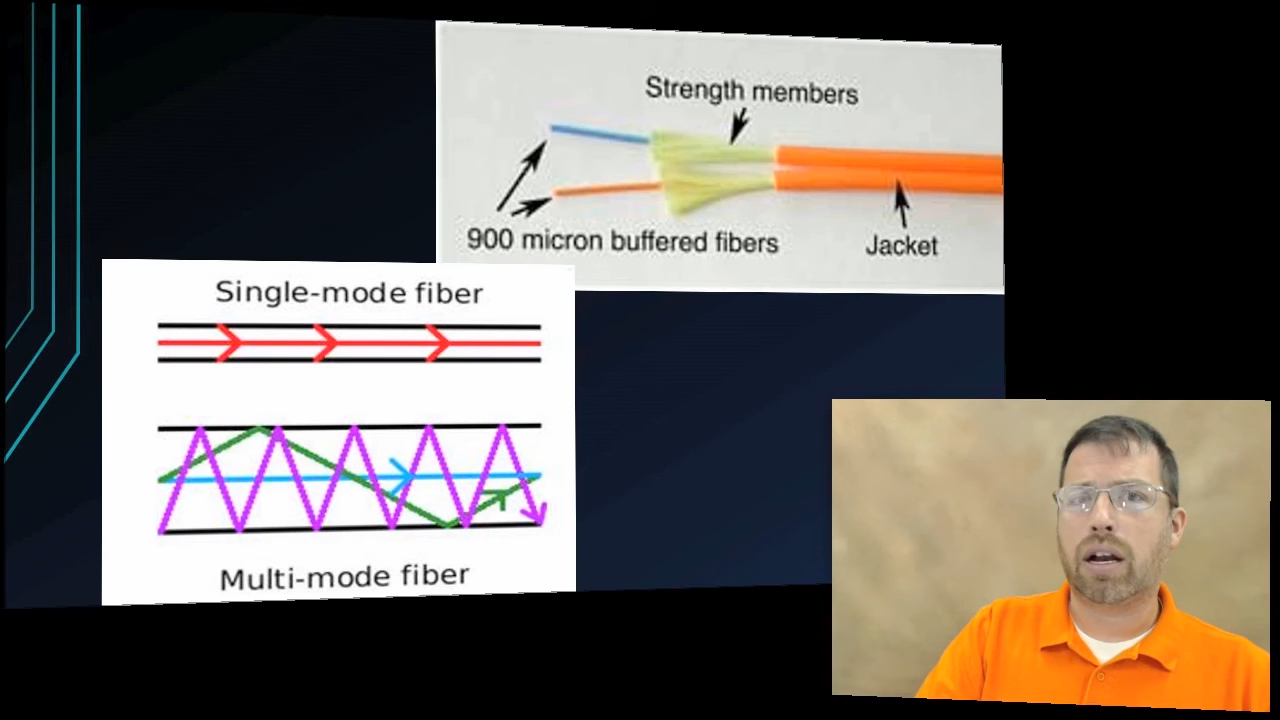 Strength members
900 micron buffered fibers
Jacket
Single-mode fiber
Multi-mode fiber